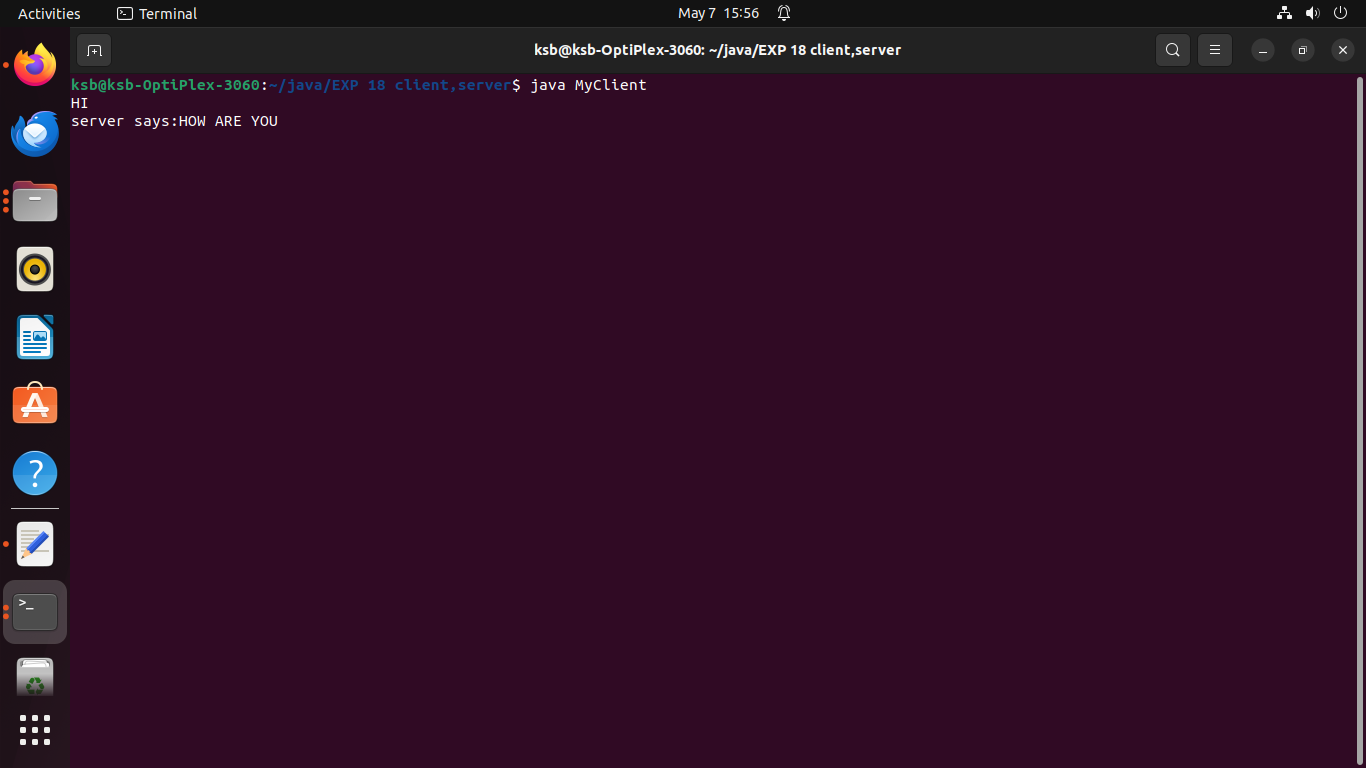 Activities
Terminal
May 7 15:56
ksb@ksb-OptiPlex-3060: ~/java/EXP 18 client,server
ksb@ksb-OptiPlex-3060:~/java/EXP 18 client,server$ java MyClient
HI
server says:HOW ARE YOU